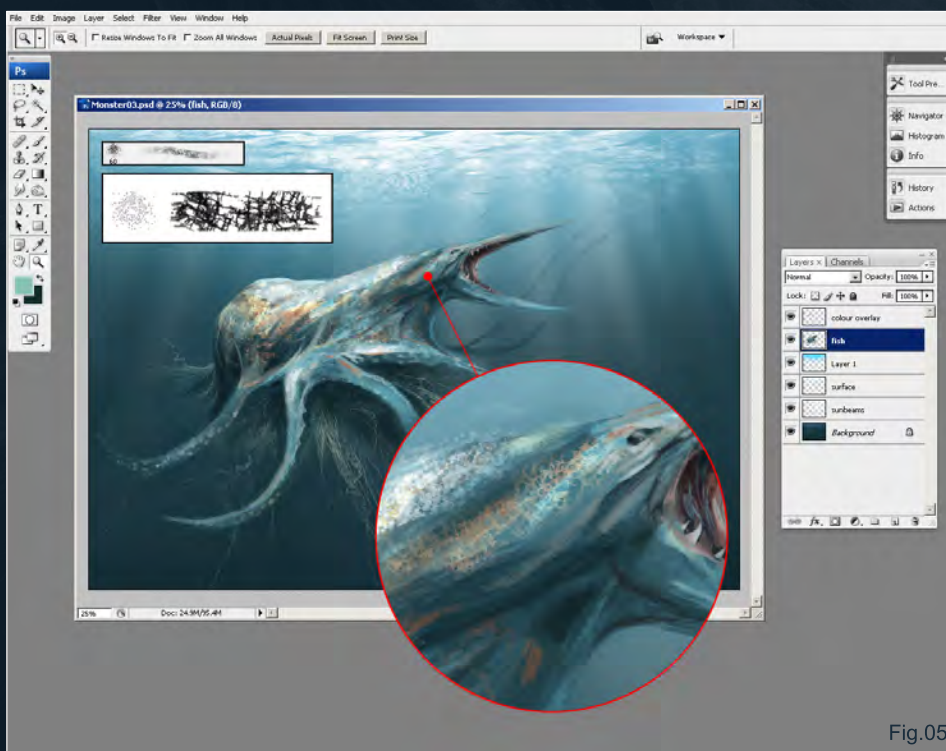 File Edit Image Layer Select Filter View Window Help
Resize Windows To Fit Zoom All Windows Actual Pixels Fit Screen Print Size Workspace
Ps
Monster03.psd @ 25% (fish, RGB/8)
60
Tool Pre...
Navigator
Histogram
Info
History
Actions
Layers × Channels
Normal Opacity: 100%
Lock: Fill: 100%
colour overlay
fish
Layer 1
surface
sunbeams
Background
25% Doc: 24.9M/95.4M
Fig.05